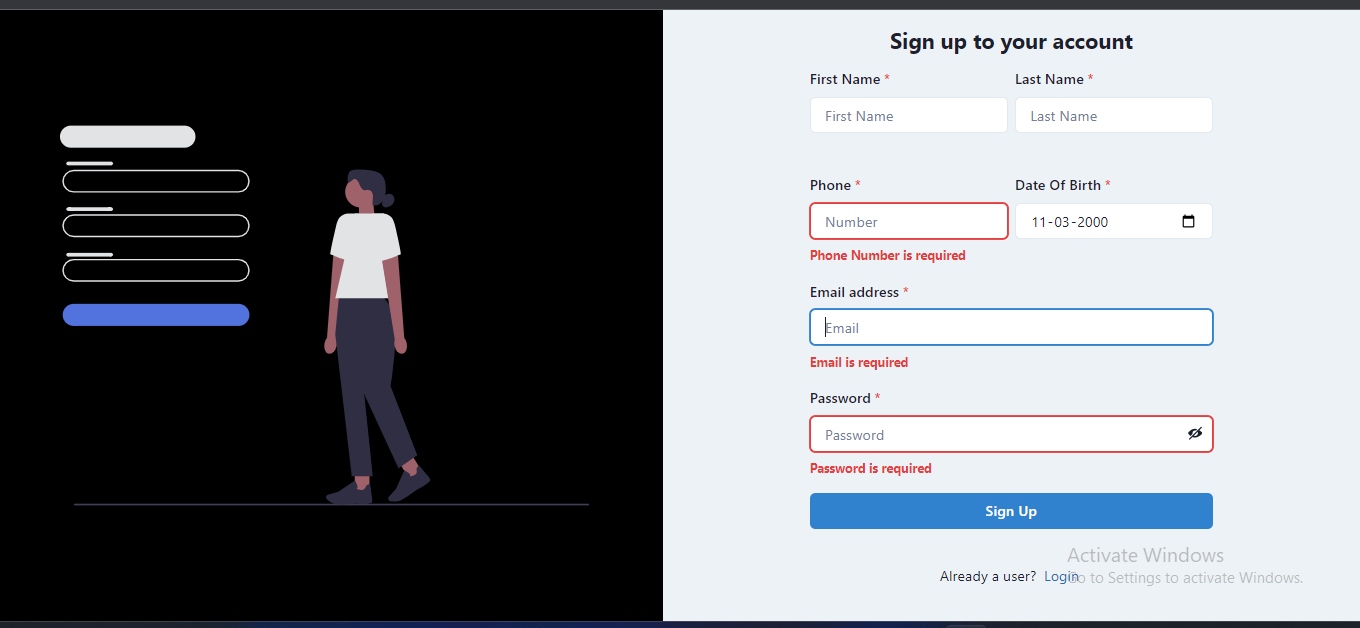 Sign up to your account
First Name * Last Name *
First Name Last Name
Phone * Date Of Birth *
Number 11-03-2000
Phone Number is required
Email address *
Email
Email is required
Password *
Password
Password is required
Sign Up
Activate Windows
Already a user? Login
Go to Settings to activate Windows.